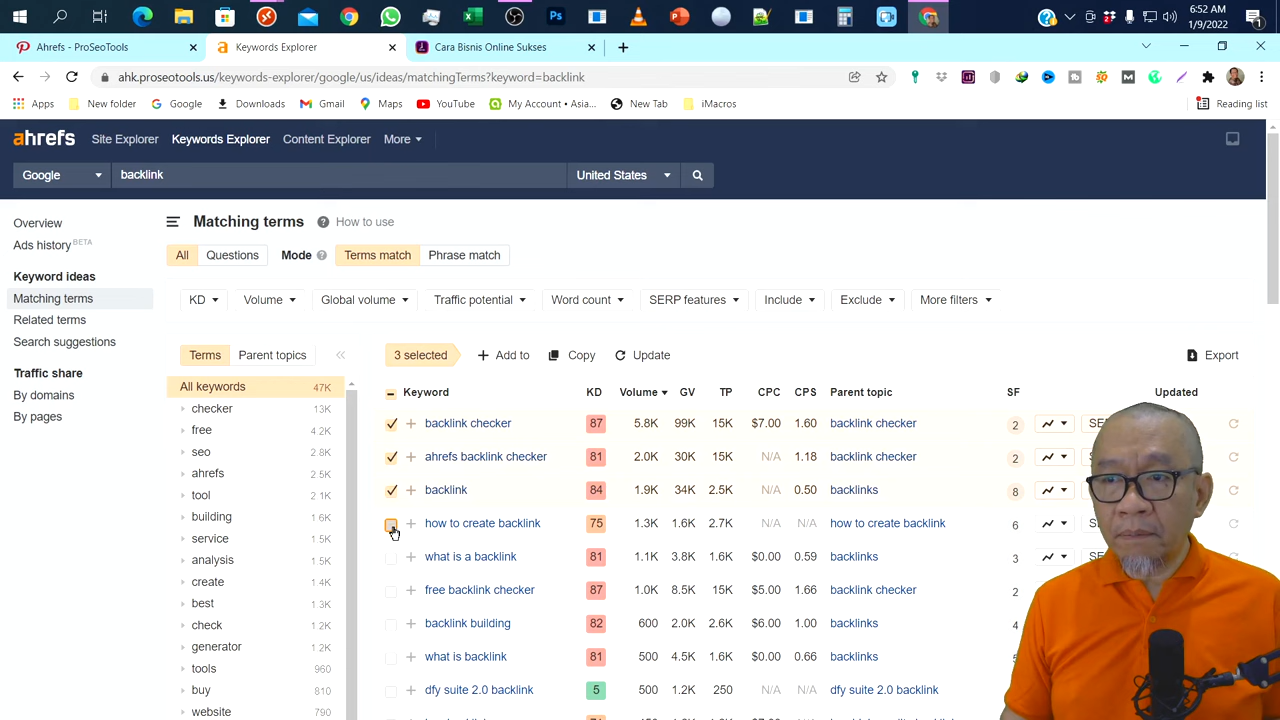 6:52 AM
1/9/2022
1
Ahrefs - ProSeoTools
Keywords Explorer
Cara Bisnis Online Sukses
ahk.proseotools.us/keywords-explorer/google/us/ideas/matchingTerms?keyword=backlink
Apps New folder Google Downloads Gmail Maps YouTube My Account - Asia... New Tab iMacros Reading list
ahrefs Site Explorer Keywords Explorer Content Explorer More
Google backlink United States
Overview
Ads history BETA
Keyword ideas
Matching terms
Related terms
Search suggestions
Traffic share
By domains
By pages
Matching terms ? How to use
All Questions Mode ? Terms match Phrase match
KD Volume Global volume Traffic potential Word count SERP features Include Exclude More filters
Terms Parent topics «
All keywords 47K
checker 13K
free 4.2K
seo 2.8K
ahrefs 2.5K
tool 2.1K
building 1.6K
service 1.5K
analysis 1.5K
create 1.4K
best 1.3K
check 1.2K
generator 1.2K
tools 960
buy 810
website 790
3 selected + Add to Copy Update Export
Keyword KD Volume GV TP CPC CPS Parent topic SF Updated
backlink checker 87 5.8K 99K 15K $7.00 1.60 backlink checker 2
ahrefs backlink checker 81 2.0K 30K 15K N/A 1.18 backlink checker 2
backlink 84 1.9K 34K 2.5K N/A 0.50 backlinks 8
how to create backlink 75 1.3K 1.6K 2.7K N/A N/A how to create backlink 6
what is a backlink 81 1.1K 3.8K 1.6K $0.00 0.59 backlinks 3
free backlink checker 87 1.0K 8.5K 15K $5.00 1.66 backlink checker 2
backlink building 82 600 2.0K 2.6K $6.00 1.00 backlinks 4
what is backlink 81 500 4.5K 1.6K $0.00 0.66 backlinks
dfy suite 2.0 backlink 5 500 1.2K 250 N/A N/A dfy suite 2.0 backlink